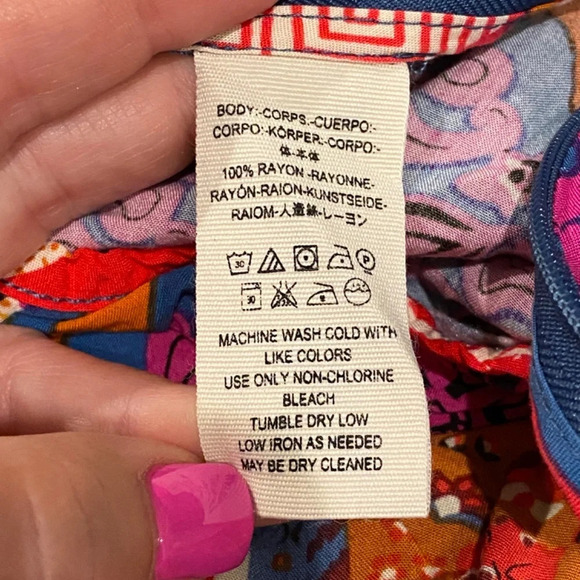 BODY:-CORPS.-CUERPO:-
CORPO:-KÖRPER:-CORPO:-
体-本体
100% RAYON -RAYONNE-
RAYÓN-RAION-KUNSTSEIDE-
RAIOM-人造絲-レーヨン
30 P
30
MACHINE WASH COLD WITH
LIKE COLORS
USE ONLY NON-CHLORINE
BLEACH
TUMBLE DRY LOW
LOW IRON AS NEEDED
MAY BE DRY CLEANED